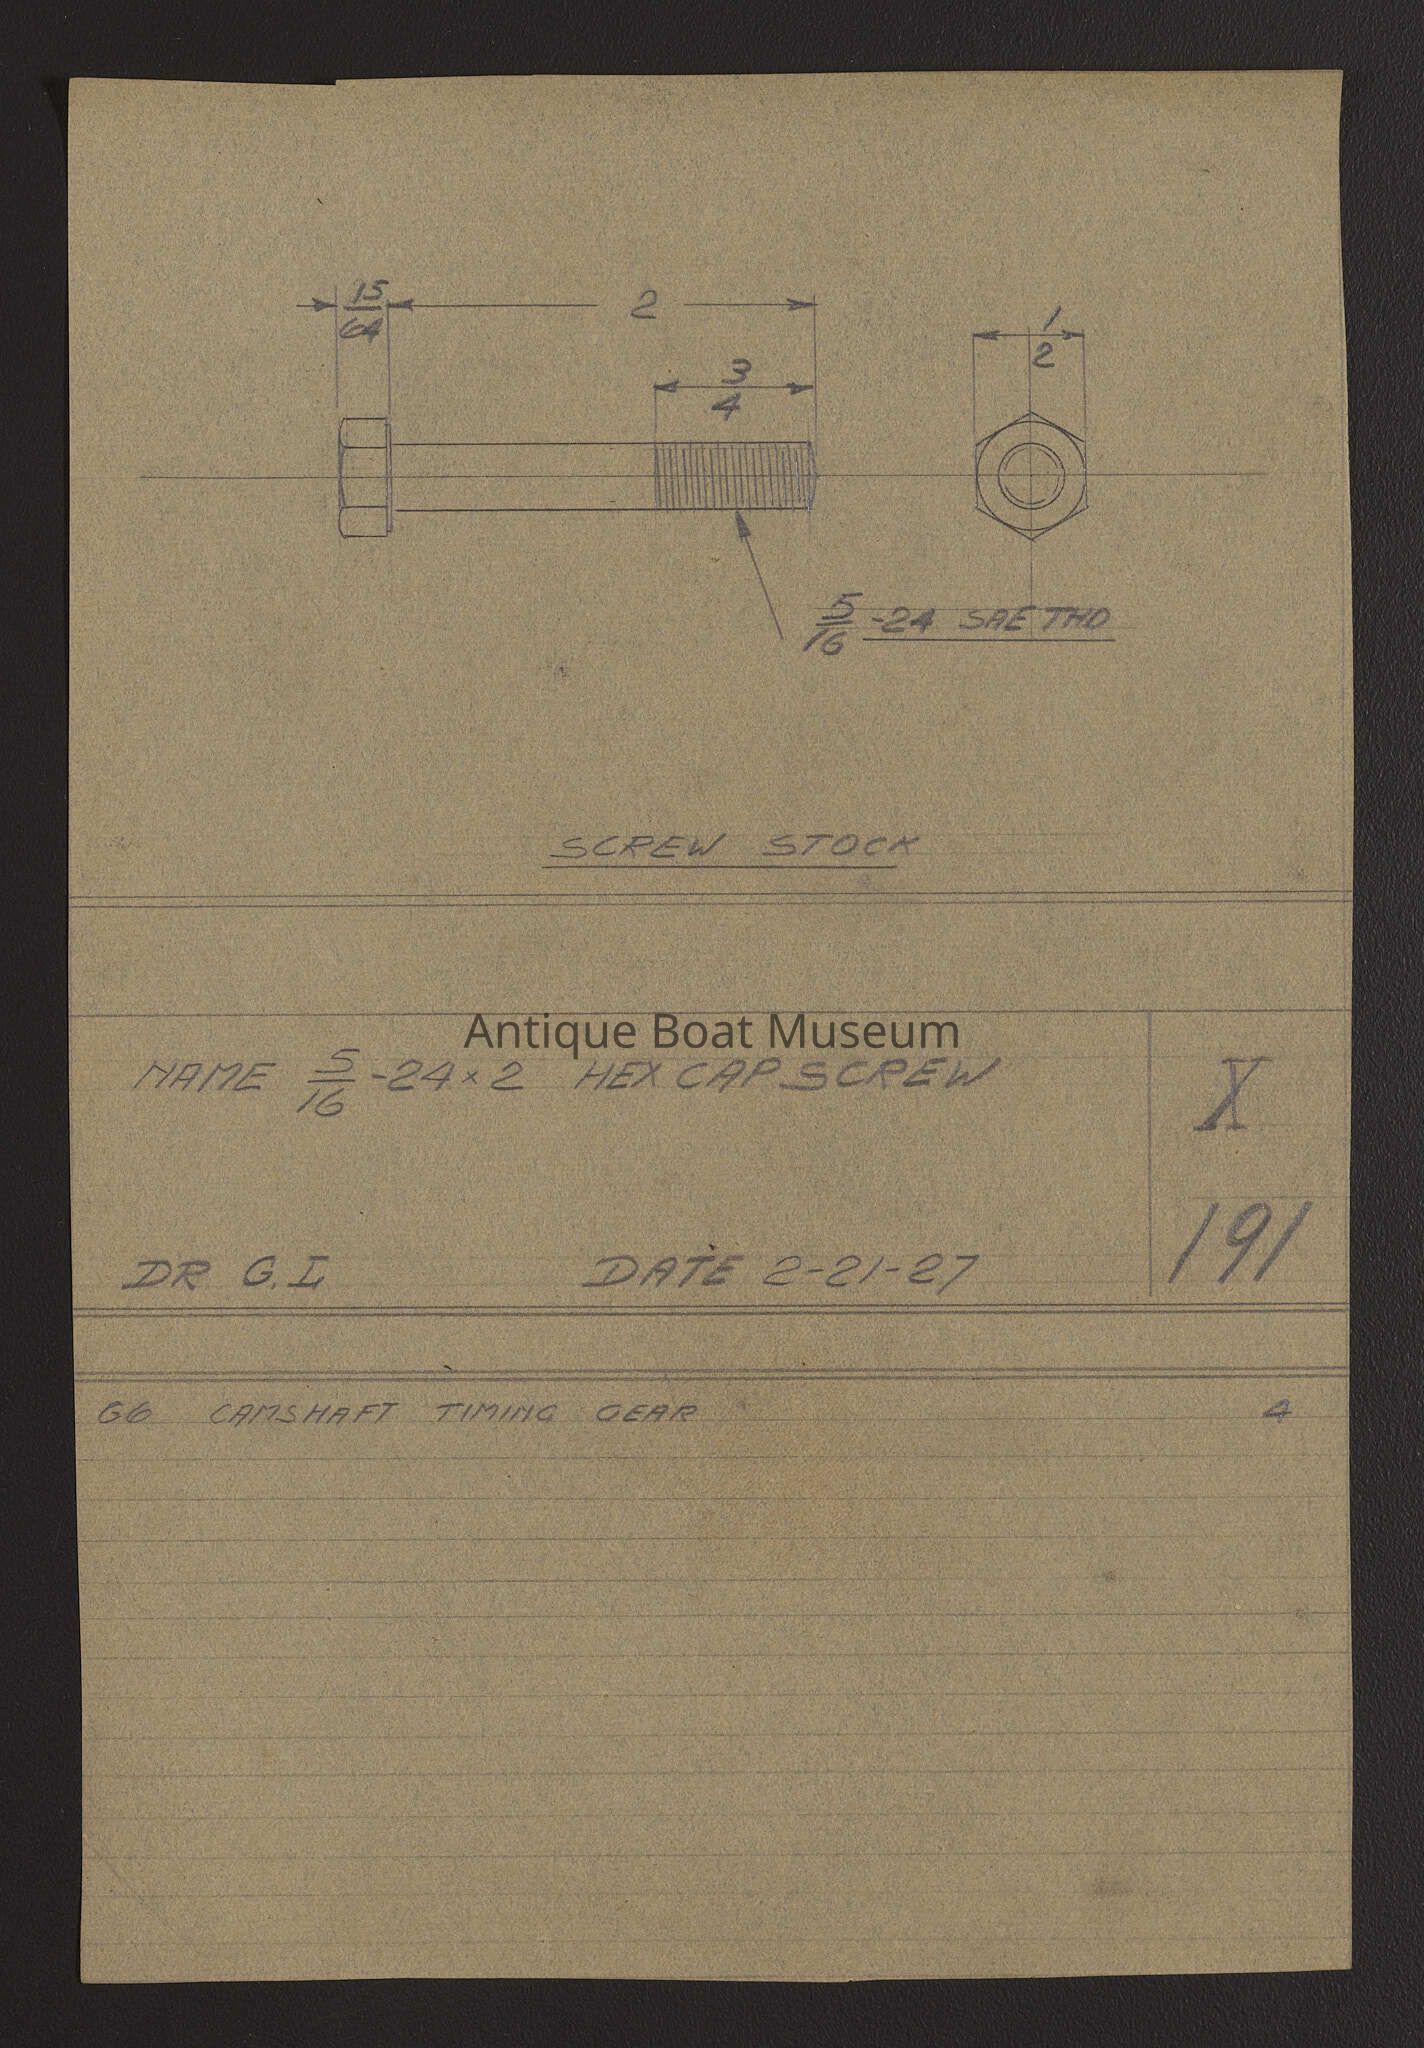 15/64
2
1/2
3/4
5/16 -24 SAE THD
SCREW STOCK
Antique Boat Museum
NAME 5/16 -24 × 2 HEX CAP SCREW
X
191
DR G.L DATE 2-21-27
G6 CAMSHAFT TIMING GEAR 4